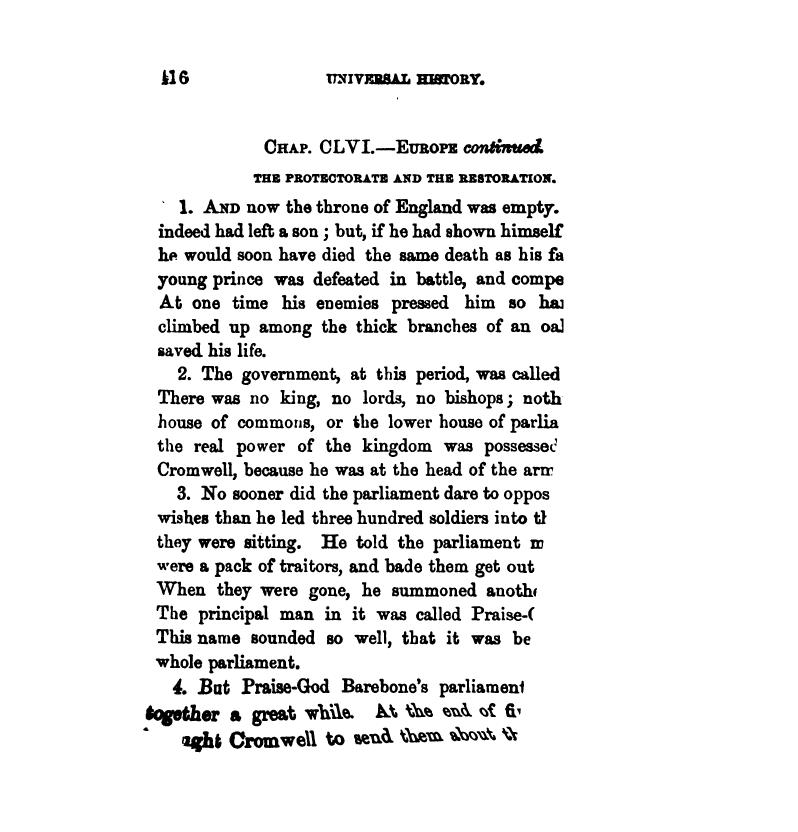 416 UNIVERSAL HISTORY.
CHAP. CLVI.—EUROPE continued.
THE PROTECTORATE AND THE RESTORATION.
1. AND now the throne of England was empty.
indeed had left a son; but, if he had shown himself
he would soon have died the same death as his fa
young prince was defeated in battle, and compe
At one time his enemies pressed him so ha
climbed up among the thick branches of an oa
saved his life.
2. The government, at this period, was called
There was no king, no lords, no bishops; noth
house of commons, or the lower house of parlia
the real power of the kingdom was possesse
Cromwell, because he was at the head of the ar
3. No sooner did the parliament dare to oppos
wishes than he led three hundred soldiers into t
they were sitting. He told the parliament
were a pack of traitors, and bade them get out
When they were gone, he summoned anoth
The principal man in it was called Praise-
This name sounded so well, that it was be
whole parliament.
4. But Praise-God Barebone's parliament
together a great while. At the end of
ught Cromwell to send them about